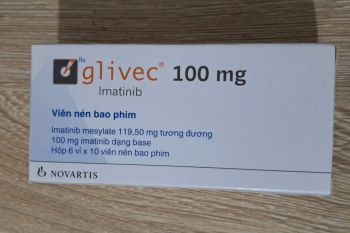 Rx
glivec® 100 mg
Imatinib
Viên nén bao phim
Imatinib mesylate 119,50 mg tương đương
100 mg imatinib dạng base
Hộp 6 vỉ x 10 viên nén bao phim
NOVARTIS